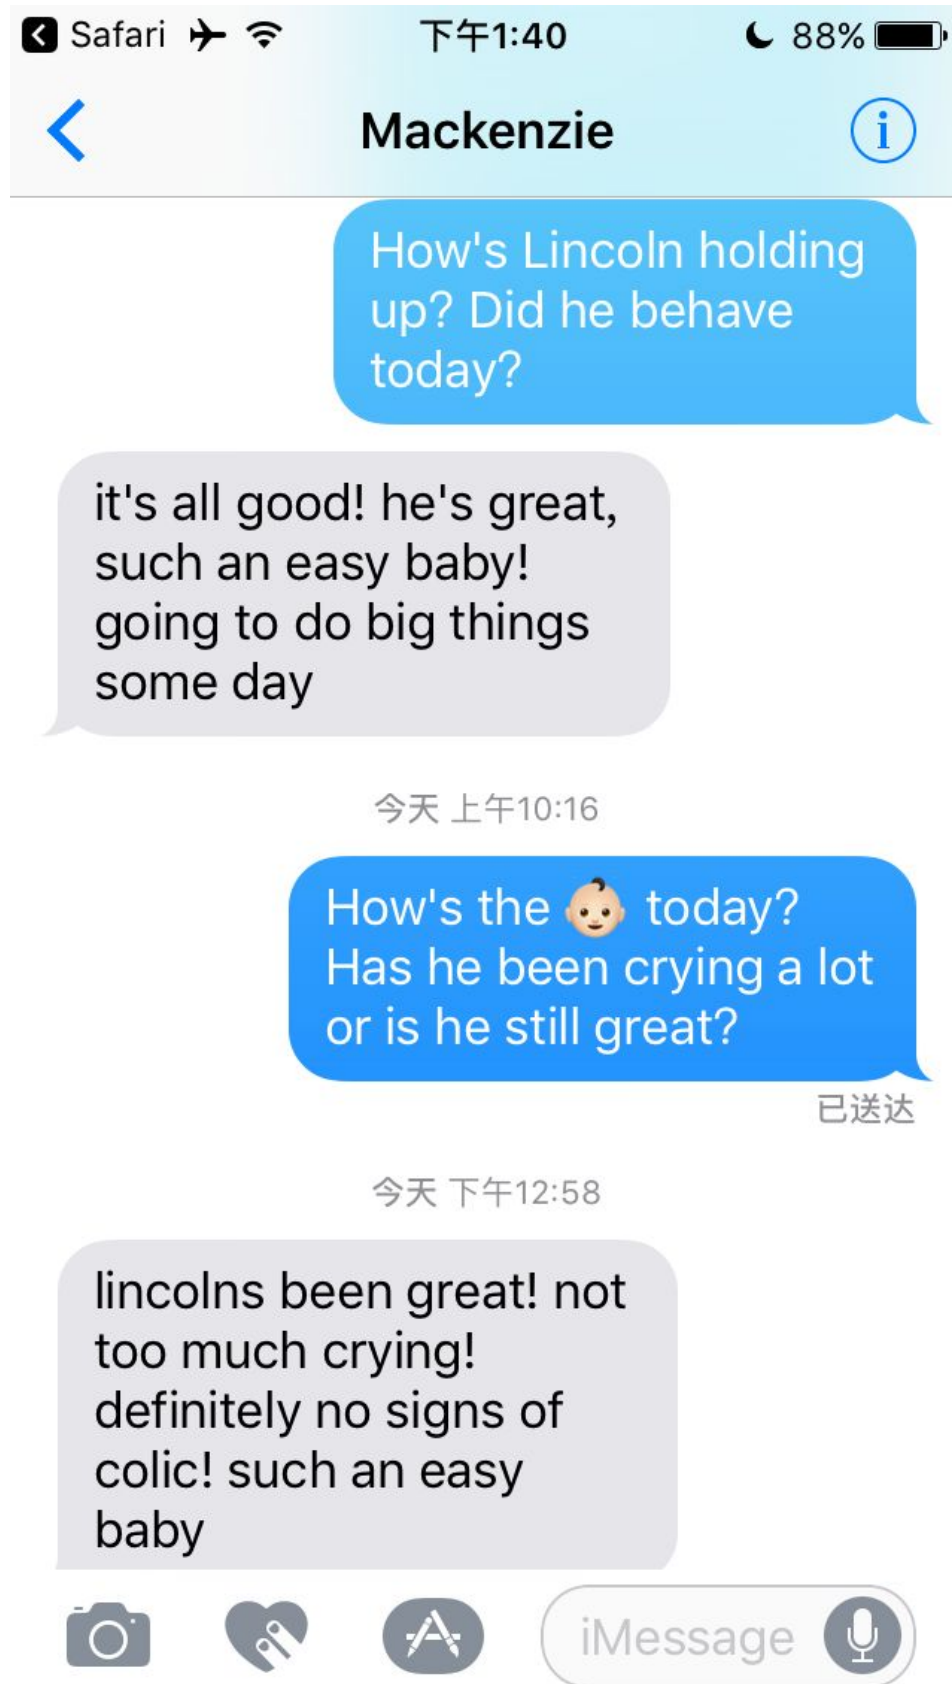 Safari 下午1:40 88%
Mackenzie
How's Lincoln holding
up? Did he behave
today?
it's all good! he's great,
such an easy baby!
going to do big things
some day
今天 上午10:16
How's the 👶🏻 today?
Has he been crying a lot
or is he still great?
已送达
今天 下午12:58
lincolns been great! not
too much crying!
definitely no signs of
colic! such an easy
baby
iMessage